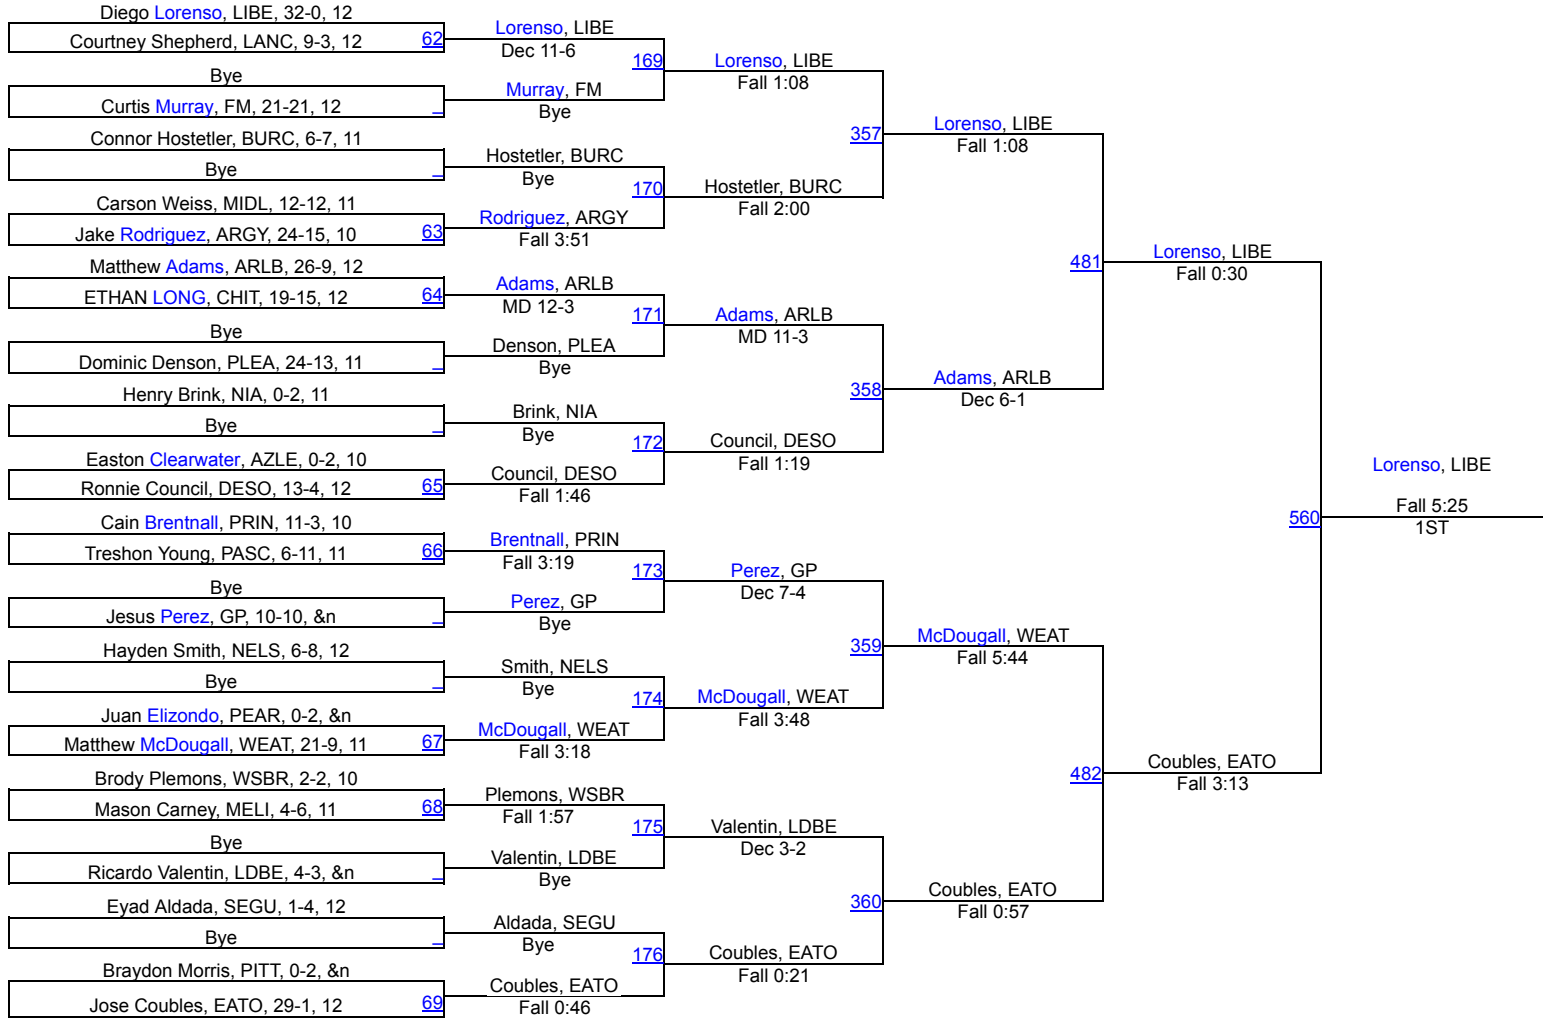 Diego Lorenso, LIBE, 32-0, 12
Courtney Shepherd, LANC, 9-3, 12
62
Bye
Curtis Murray, FM, 21-21, 12
Connor Hostetler, BURC, 6-7, 11
Bye
Carson Weiss, MIDL, 12-12, 11
Jake Rodriguez, ARGY, 24-15, 10
63
Matthew Adams, ARLB, 26-9, 12
ETHAN LONG, CHIT, 19-15, 12
64
Bye
Dominic Denson, PLEA, 24-13, 11
Henry Brink, NIA, 0-2, 11
Bye
Easton Clearwater, AZLE, 0-2, 10
Ronnie Council, DESO, 13-4, 12
65
Cain Brentnall, PRIN, 11-3, 10
Treshon Young, PASC, 6-11, 11
66
Bye
Jesus Perez, GP, 10-10, &n
Hayden Smith, NELS, 6-8, 12
Bye
Juan Elizondo, PEAR, 0-2, &n
Matthew McDougall, WEAT, 21-9, 11
67
Brody Plemons, WSBR, 2-2, 10
Mason Carney, MELI, 4-6, 11
68
Bye
Ricardo Valentin, LDBE, 4-3, &n
Eyad Aldada, SEGU, 1-4, 12
Bye
Braydon Morris, PITT, 0-2, &n
Jose Coubles, EATO, 29-1, 12
69
Lorenso, LIBE
Dec 11-6
169
Murray, FM
Bye
Hostetler, BURC
Bye
170
Rodriguez, ARGY
Fall 3:51
Adams, ARLB
MD 12-3
171
Denson, PLEA
Bye
Brink, NIA
Bye
172
Council, DESO
Fall 1:46
Brentnall, PRIN
Fall 3:19
173
Perez, GP
Bye
Smith, NELS
Bye
174
McDougall, WEAT
Fall 3:18
Plemons, WSBR
Fall 1:57
175
Valentin, LDBE
Bye
Aldada, SEGU
Bye
176
Coubles, EATO
Fall 0:46
Lorenso, LIBE
Fall 1:08
357
Hostetler, BURC
Fall 2:00
Adams, ARLB
MD 11-3
358
Council, DESO
Fall 1:19
Perez, GP
Dec 7-4
359
McDougall, WEAT
Fall 3:48
Valentin, LDBE
Dec 3-2
360
Coubles, EATO
Fall 0:21
Lorenso, LIBE
Fall 1:08
481
Adams, ARLB
Dec 6-1
McDougall, WEAT
Fall 5:44
482
Coubles, EATO
Fall 0:57
Lorenso, LIBE
Fall 0:30
560
Coubles, EATO
Fall 3:13
Lorenso, LIBE
Fall 5:25
1ST